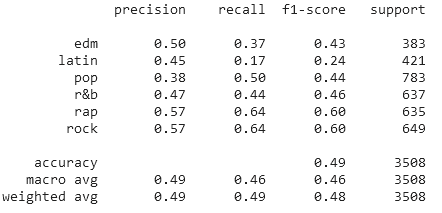 precision recall f1-score support
edm 0.50 0.37 0.43 383
latin 0.45 0.17 0.24 421
pop 0.38 0.50 0.44 783
r&b 0.47 0.44 0.46 637
rap 0.57 0.64 0.60 635
rock 0.57 0.64 0.60 649
accuracy 0.49 3508
macro avg 0.49 0.46 0.46 3508
weighted avg 0.49 0.49 0.48 3508